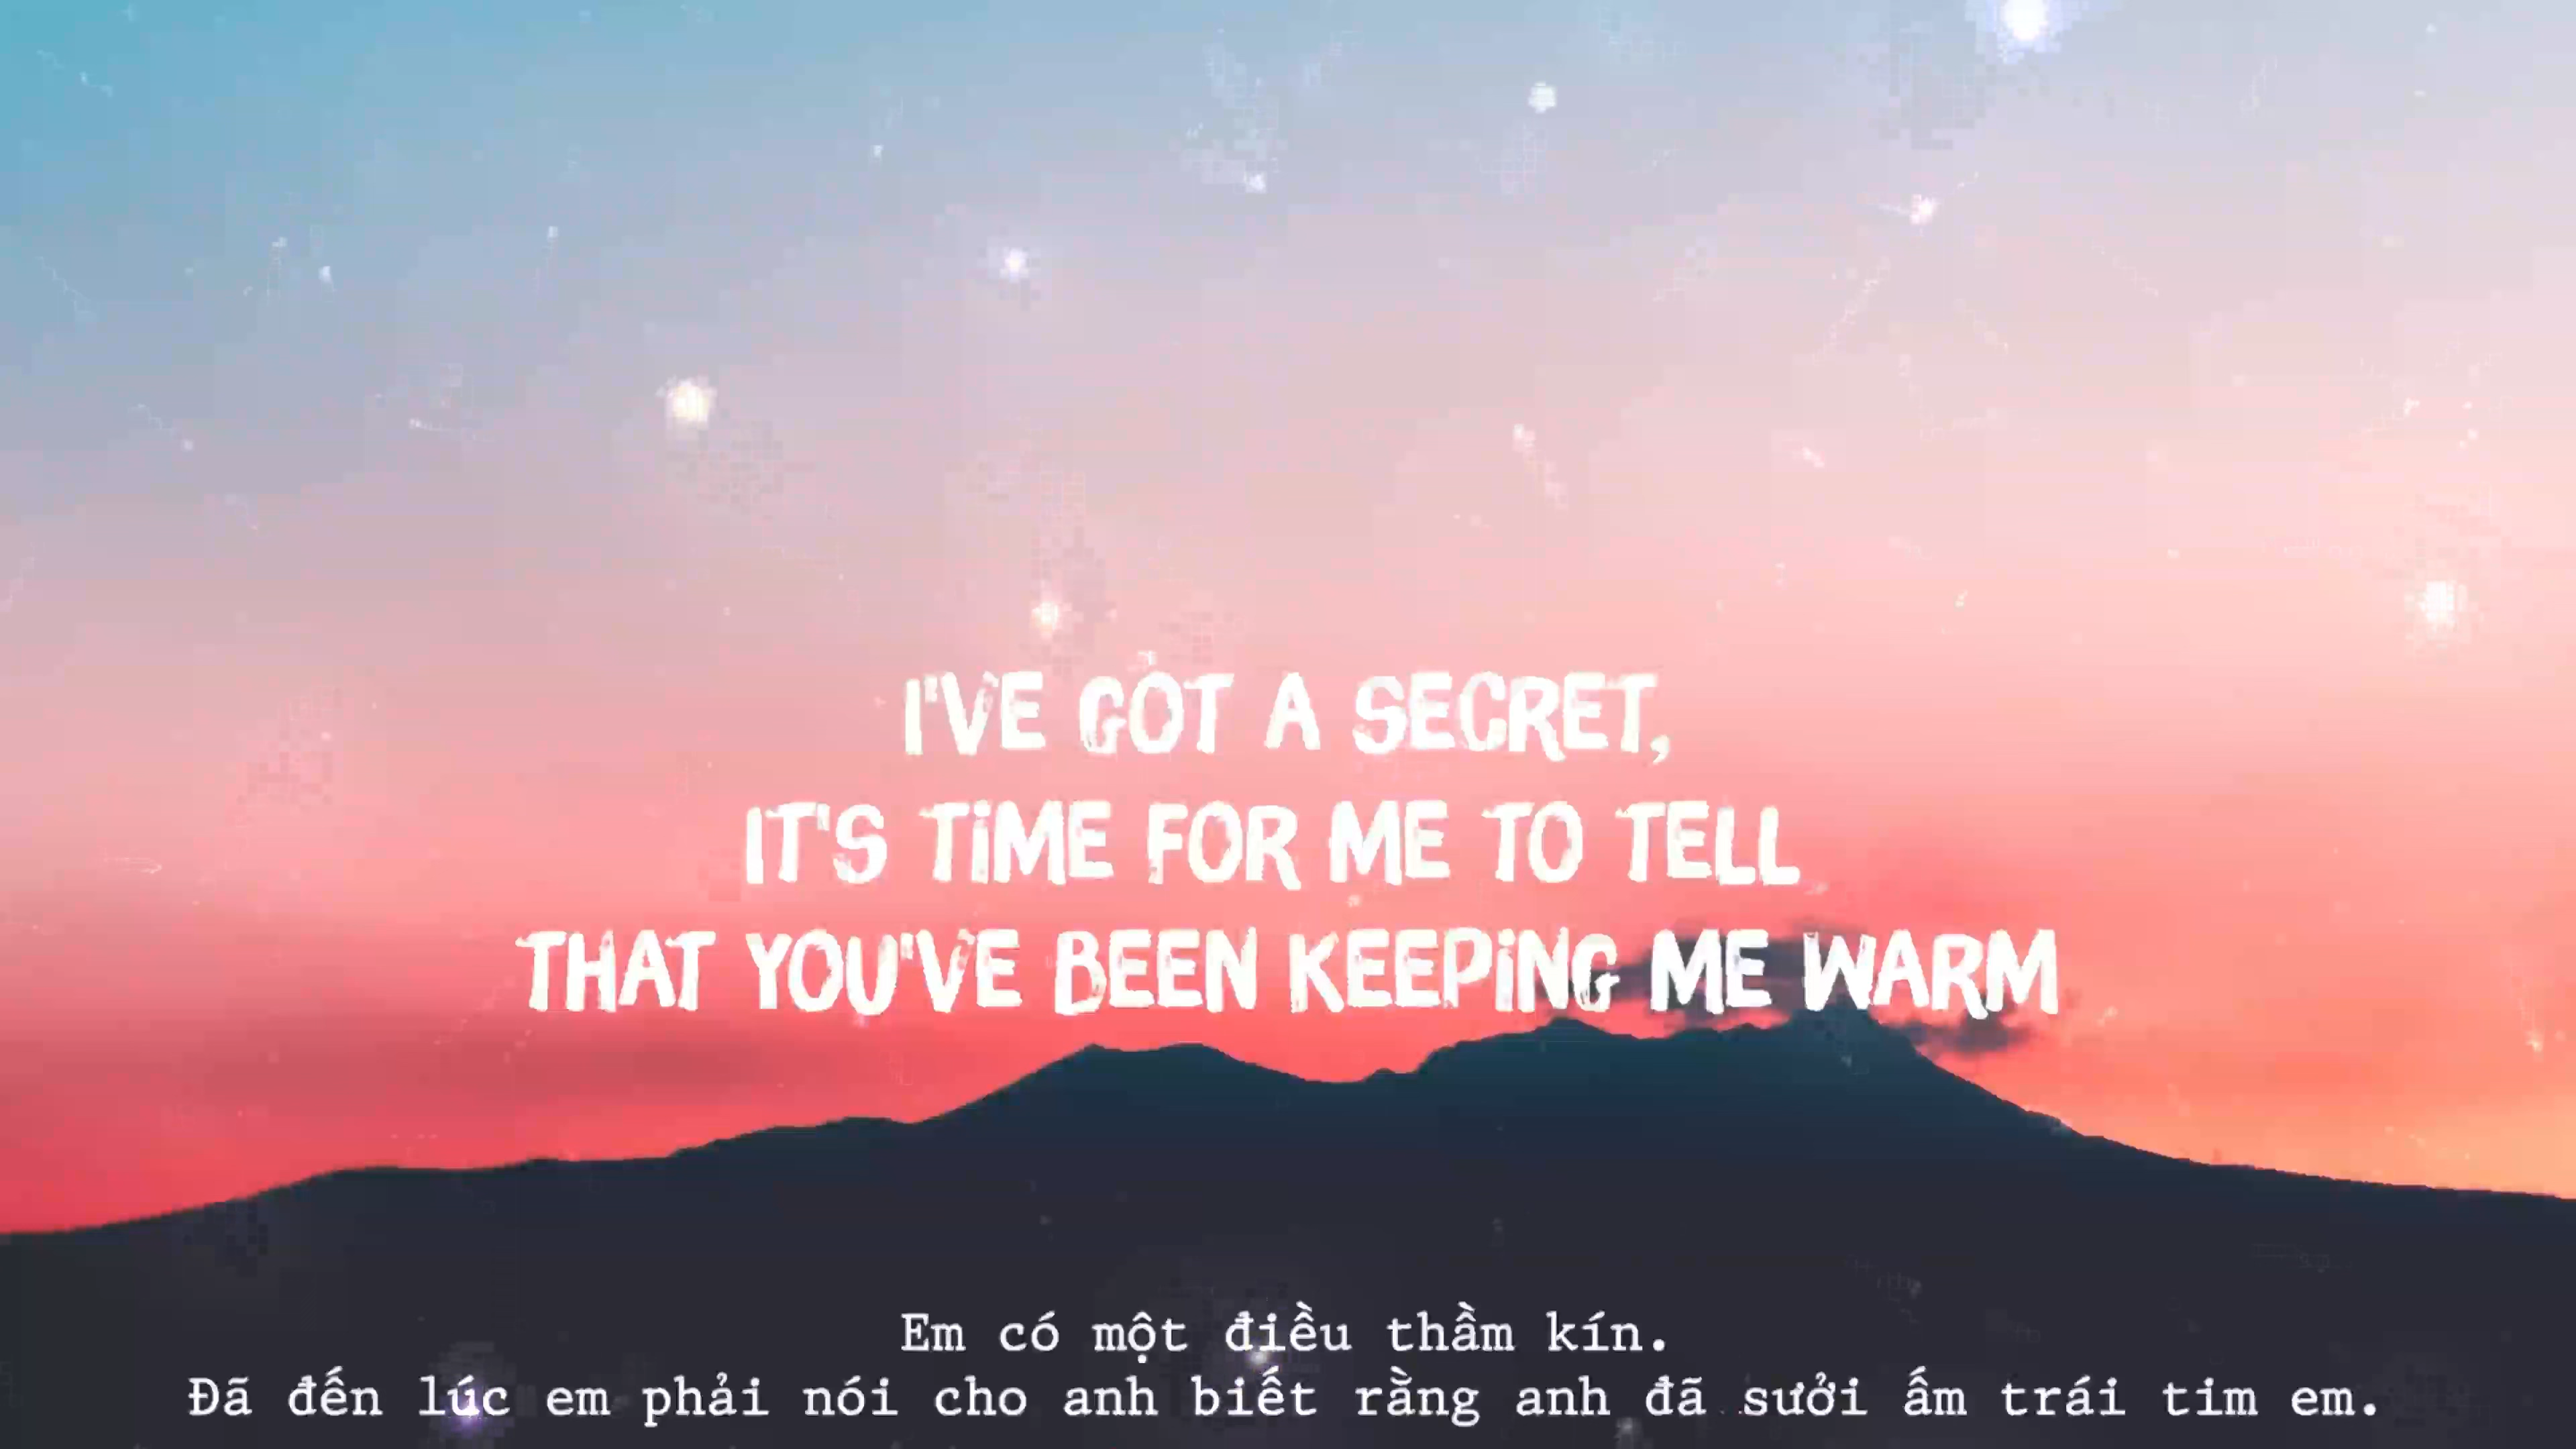 I'VE GOT A SECRET,
IT'S TIME FOR ME TO TELL
THAT YOU'VE BEEN KEEPING ME WARM
Em có một điều thầm kín.
Đã đến lúc em phải nói cho anh biết rằng anh đã sưởi ấm trái tim em.